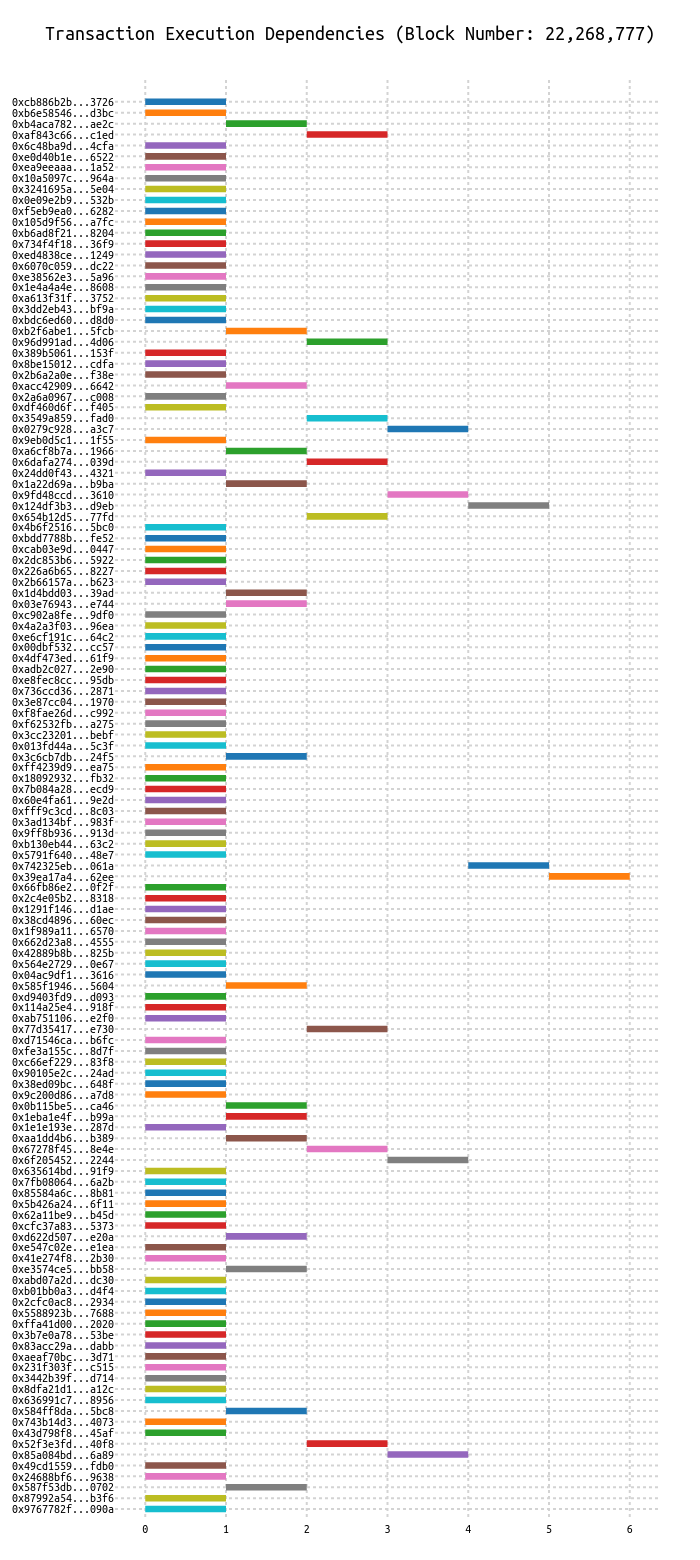 Transaction Execution Dependencies (Block Number: 22,268,777)
0xcb886b2b...3726
0xb6e58546...d3bc
0xb4aca782...ae2c
0xaf843c66...c1ed
0x6c48ba9d...4cfa
0xe0d40b1e...6522
0xea9eeaaa...1a52
0x10a5097c...964a
0x3241695a...5e04
0x0e09e2b9...532b
0xf5eb9ea0...6282
0x105d9f56...a7fc
0xb6ad8f21...8204
0x734f4f18...36f9
0xed4838ce...1249
0x6070c059...dc22
0xe38562e3...5a96
0x1e4a4a4e...8608
0xa613f31f...3752
0x3dd2eb43...bf9a
0xbdc6ed60...d8d0
0xb2f6abe1...5fcb
0x96d991ad...4d06
0x389b5061...153f
0x8be15012...cdfa
0x2b6a2a0e...f38e
0xacc42909...6642
0x2a6a0967...c008
0xdf460d6f...f405
0x3549a859...fad0
0x0279c928...a3c7
0x9eb0d5c1...1f55
0xa6cf8b7a...1966
0x6dafa274...039d
0x24dd0f43...4321
0x1a22d69a...b9ba
0x9fd48ccd...3610
0x124df3b3...d9eb
0x654b12d5...77fd
0x4b6f2516...5bc0
0xbdd7788b...fe52
0xcab03e9d...0447
0x2dc853b6...5922
0x226a6b65...8227
0x2b66157a...b623
0x1d4bdd03...39ad
0x03e76943...e744
0xc902a8fe...9df0
0x4a2a3f03...96ea
0xe6cf191c...64c2
0x00dbf532...cc57
0x4df473ed...61f9
0xadb2c027...2e90
0xe8fec8cc...95db
0x736ccd36...2871
0x3e87cc04...1970
0xf8fae26d...c992
0xf62532fb...a275
0x3cc23201...bebf
0x013fd44a...5c3f
0x3c6cb7db...24f5
0xff4239d9...ea75
0x18092932...fb32
0x7b084a28...ecd9
0x60e4fa61...9e2d
0xfff9c3cd...8c03
0x3ad134bf...983f
0x9ff8b936...913d
0xb130eb44...63c2
0x5791f640...48e7
0x742325eb...061a
0x39ea17a4...62ee
0x66fb86e2...0f2f
0x2c4e05b2...8318
0x1291f146...d1ae
0x38cd4896...60ec
0x1f989a11...6570
0x662d23a8...4555
0x42889b8b...825b
0x564e2729...0e67
0x04ac9df1...3616
0x585f1946...5604
0xd9403fd9...d093
0x114a25e4...918f
0xab751106...e2f0
0x77d35417...e730
0xd71546ca...b6fc
0xfe3a155c...8d7f
0xc66ef229...83f8
0x90105e2c...24ad
0x38ed09bc...648f
0x9c200d86...a7d8
0x0b115be5...ca46
0x1eba1e4f...b99a
0x1e1e193e...287d
0xaa1dd4b6...b389
0x67278f45...8e4e
0x6f205452...2244
0x635614bd...91f9
0x7fb08064...6a2b
0x85584a6c...8b81
0x5b426a24...6f11
0x62a11be9...b45d
0xcfc37a83...5373
0xd622d507...e20a
0xe547c02e...e1ea
0x41e274f8...2b30
0xe3574ce5...bb58
0xabd07a2d...dc30
0xb01bb0a3...d4f4
0x2cfc0ac8...2934
0x5588923b...7688
0xffa41d00...2020
0x3b7e0a78...53be
0x83acc29a...dabb
0xaeaf70bc...3d71
0x231f303f...c515
0x3442b39f...d714
0x8dfa21d1...a12c
0x636991c7...8956
0x584ff8da...5bc8
0x743b14d3...4073
0x43d798f8...45af
0x52f3e3fd...40f8
0x85a084bd...6a89
0x49cd1559...fdb0
0x24688bf6...9638
0x587f53db...0702
0x87992a54...b3f6
0x9767782f...090a
0 1 2 3 4 5 6